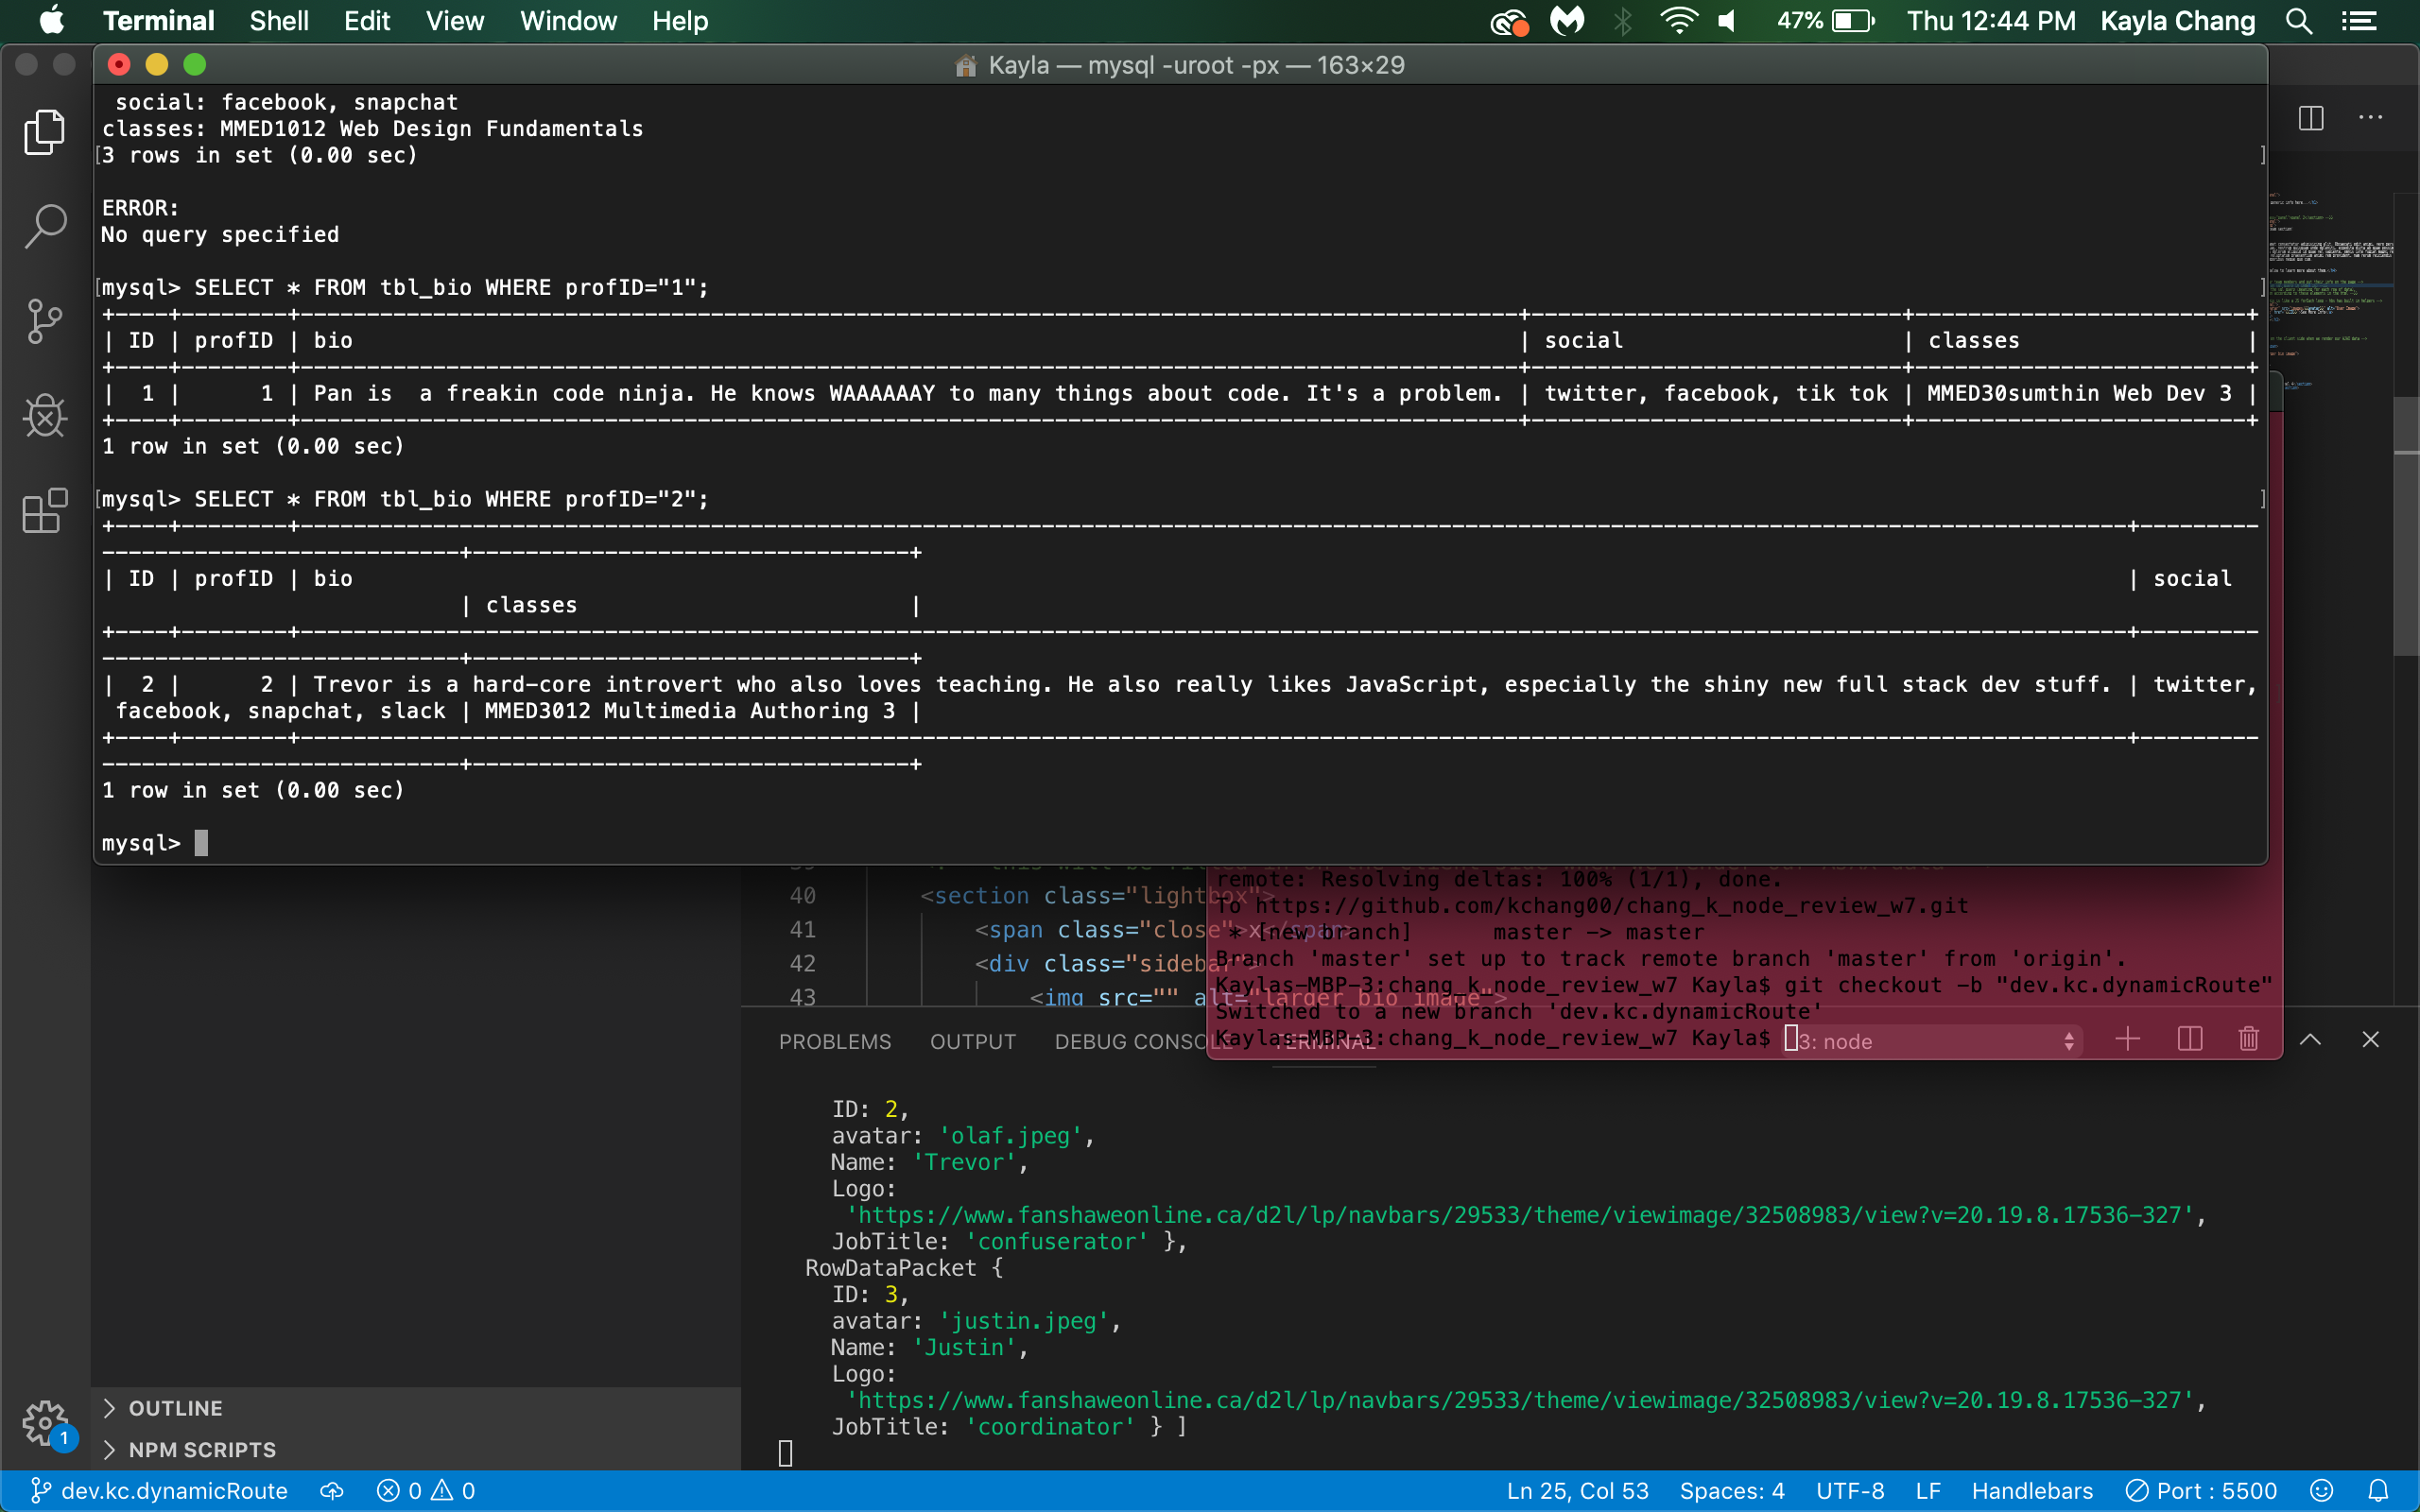 Terminal Shell Edit View Window Help 47% Thu 12:44 PM Kayla Chang
Kayla — mysql -uroot -px — 163×29
social: facebook, snapchat
classes: MMED1012 Web Design Fundamentals
[3 rows in set (0.00 sec) ]
ERROR:
No query specified
[mysql> SELECT * FROM tbl_bio WHERE profID="1"; ]
| ID | profID | bio | social | classes |
| 1 | 1 | Pan is  a freakin code ninja. He knows WAAAAAAY to many things about code. It's a problem. | twitter, facebook, tik tok | MMED30sumthin Web Dev 3 |
1 row in set (0.00 sec)
[mysql> SELECT * FROM tbl_bio WHERE profID="2"; ]
| ID | profID | bio | social
| classes |
| 2 | 2 | Trevor is a hard-core introvert who also loves teaching. He also really likes JavaScript, especially the shiny new full stack dev stuff. | twitter,
facebook, snapchat, slack | MMED3012 Multimedia Authoring 3 |
1 row in set (0.00 sec)
mysql>
40 <section class="lightbox">
41 <span class="close">x</span>
42 <div class="sidebar">
43 <img src="" alt="larger bio image">
remote: Resolving deltas: 100% (1/1), done.
To https://github.com/kchang00/chang_k_node_review_w7.git
* [new branch] master -> master
Branch 'master' set up to track remote branch 'master' from 'origin'.
Kaylas-MBP-3:chang_k_node_review_w7 Kayla$ git checkout -b "dev.kc.dynamicRoute"
Switched to a new branch 'dev.kc.dynamicRoute'
Kaylas-MBP-3:chang_k_node_review_w7 Kayla$
PROBLEMS OUTPUT DEBUG CONSOLE TERMINAL 3: node
ID: 2,
avatar: 'olaf.jpeg',
Name: 'Trevor',
Logo:
'https://www.fanshaweonline.ca/d2l/lp/navbars/29533/theme/viewimage/32508983/view?v=20.19.8.17536-327',
JobTitle: 'confuserator' },
RowDataPacket {
ID: 3,
avatar: 'justin.jpeg',
Name: 'Justin',
Logo:
'https://www.fanshaweonline.ca/d2l/lp/navbars/29533/theme/viewimage/32508983/view?v=20.19.8.17536-327',
JobTitle: 'coordinator' } ]
OUTLINE
NPM SCRIPTS
1
dev.kc.dynamicRoute 0 0 Ln 25, Col 53 Spaces: 4 UTF-8 LF Handlebars Port : 5500